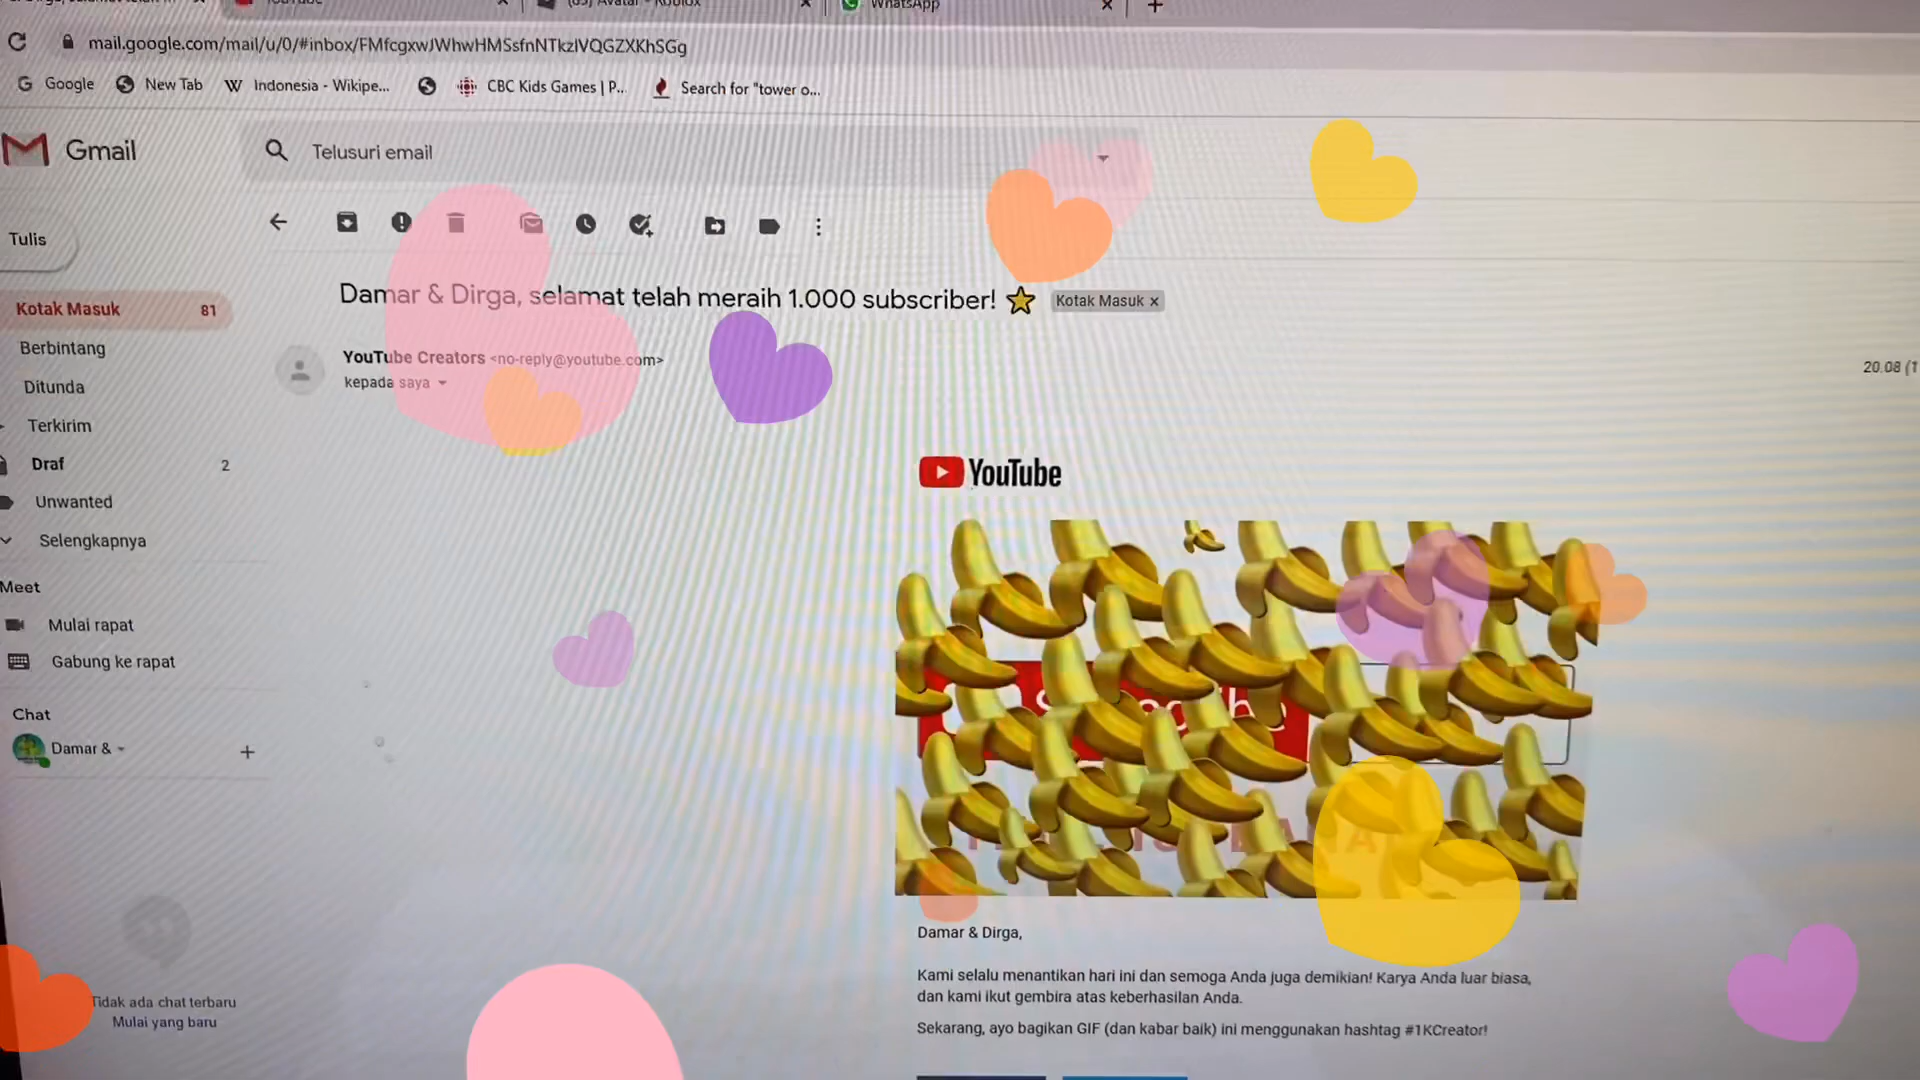 YouTube
Avatar - Roblox
WhatsApp
mail.google.com/mail/u/0/#inbox/FMfcgxwJWhwHMSsfnNTkzlVQGZXKhSGg
Google New Tab Indonesia - Wikipe... CBC Kids Games | P... Search for "tower o...
Gmail
Telusuri email
Tulis
Damar & Dirga, selamat telah meraih 1.000 subscriber!
Kotak Masuk ×
Kotak Masuk 81
YouTube Creators <no-reply@youtube.com>
kepada saya
20.08 (1
Berbintang
Ditunda
Terkirim
Draf 2
Unwanted
Selengkapnya
Meet
Mulai rapat
Gabung ke rapat
Chat
Damar &
Tidak ada chat terbaru
Mulai yang baru
YouTube
Damar & Dirga,
Kami selalu menantikan hari ini dan semoga Anda juga demikian! Karya Anda luar biasa,
dan kami ikut gembira atas keberhasilan Anda.
Sekarang, ayo bagikan GIF (dan kabar baik) ini menggunakan hashtag #1KCreator!